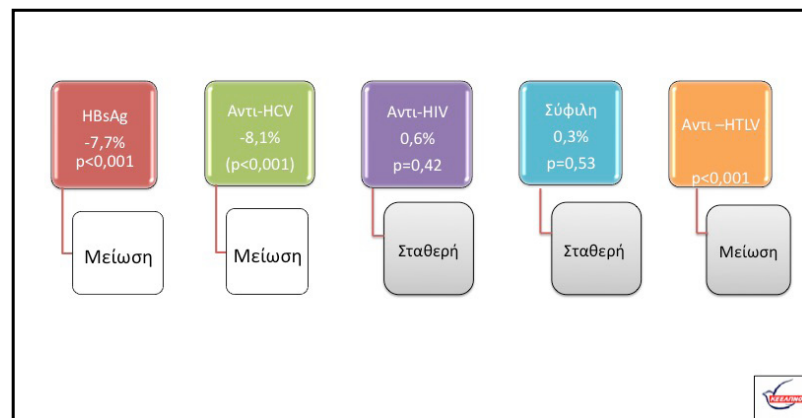 HBsAg
-7,7%
p<0,001
Μείωση
Αντι-HCV
-8,1%
(p<0,001)
Μείωση
Αντι-HIV
0,6%
p=0,42
Σταθερή
Σύφιλη
0,3%
p=0,53
Σταθερή
Αντι –HTLV
p<0,001
Μείωση
ΚΕΕΛΠΝΟ